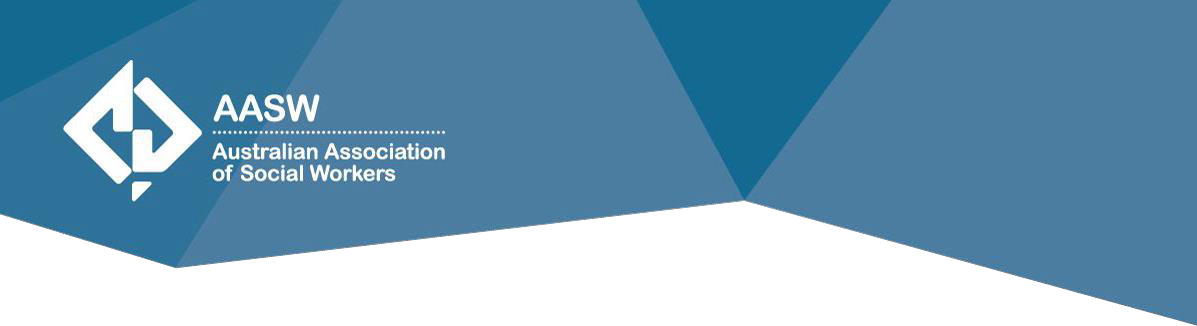 AASW
Australian Association
of Social Workers